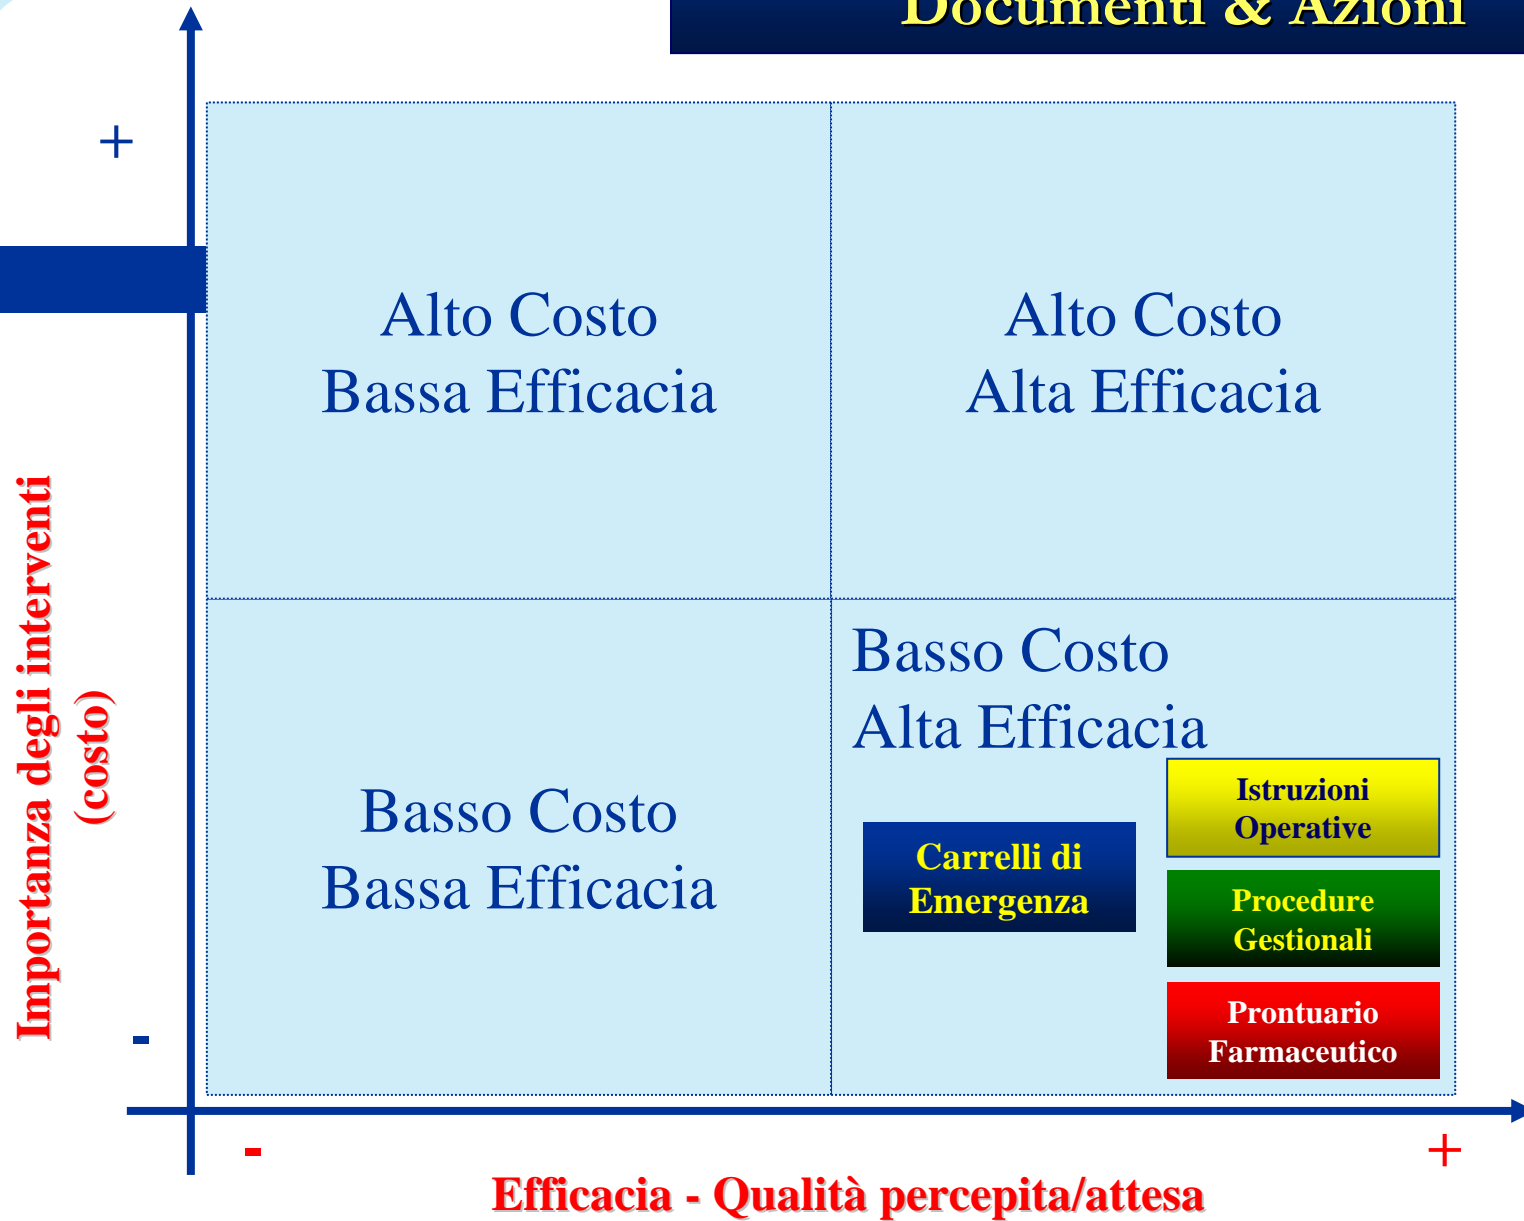 Documenti & Azioni
+
Alto Costo
Bassa Efficacia
Alto Costo
Alta Efficacia
Importanza degli interventi
(costo)
Basso Costo
Bassa Efficacia
Basso Costo
Alta Efficacia
Carrelli di
Emergenza
Istruzioni
Operative
Procedure
Gestionali
Prontuario
Farmaceutico
-
-
+
Efficacia - Qualità percepita/attesa